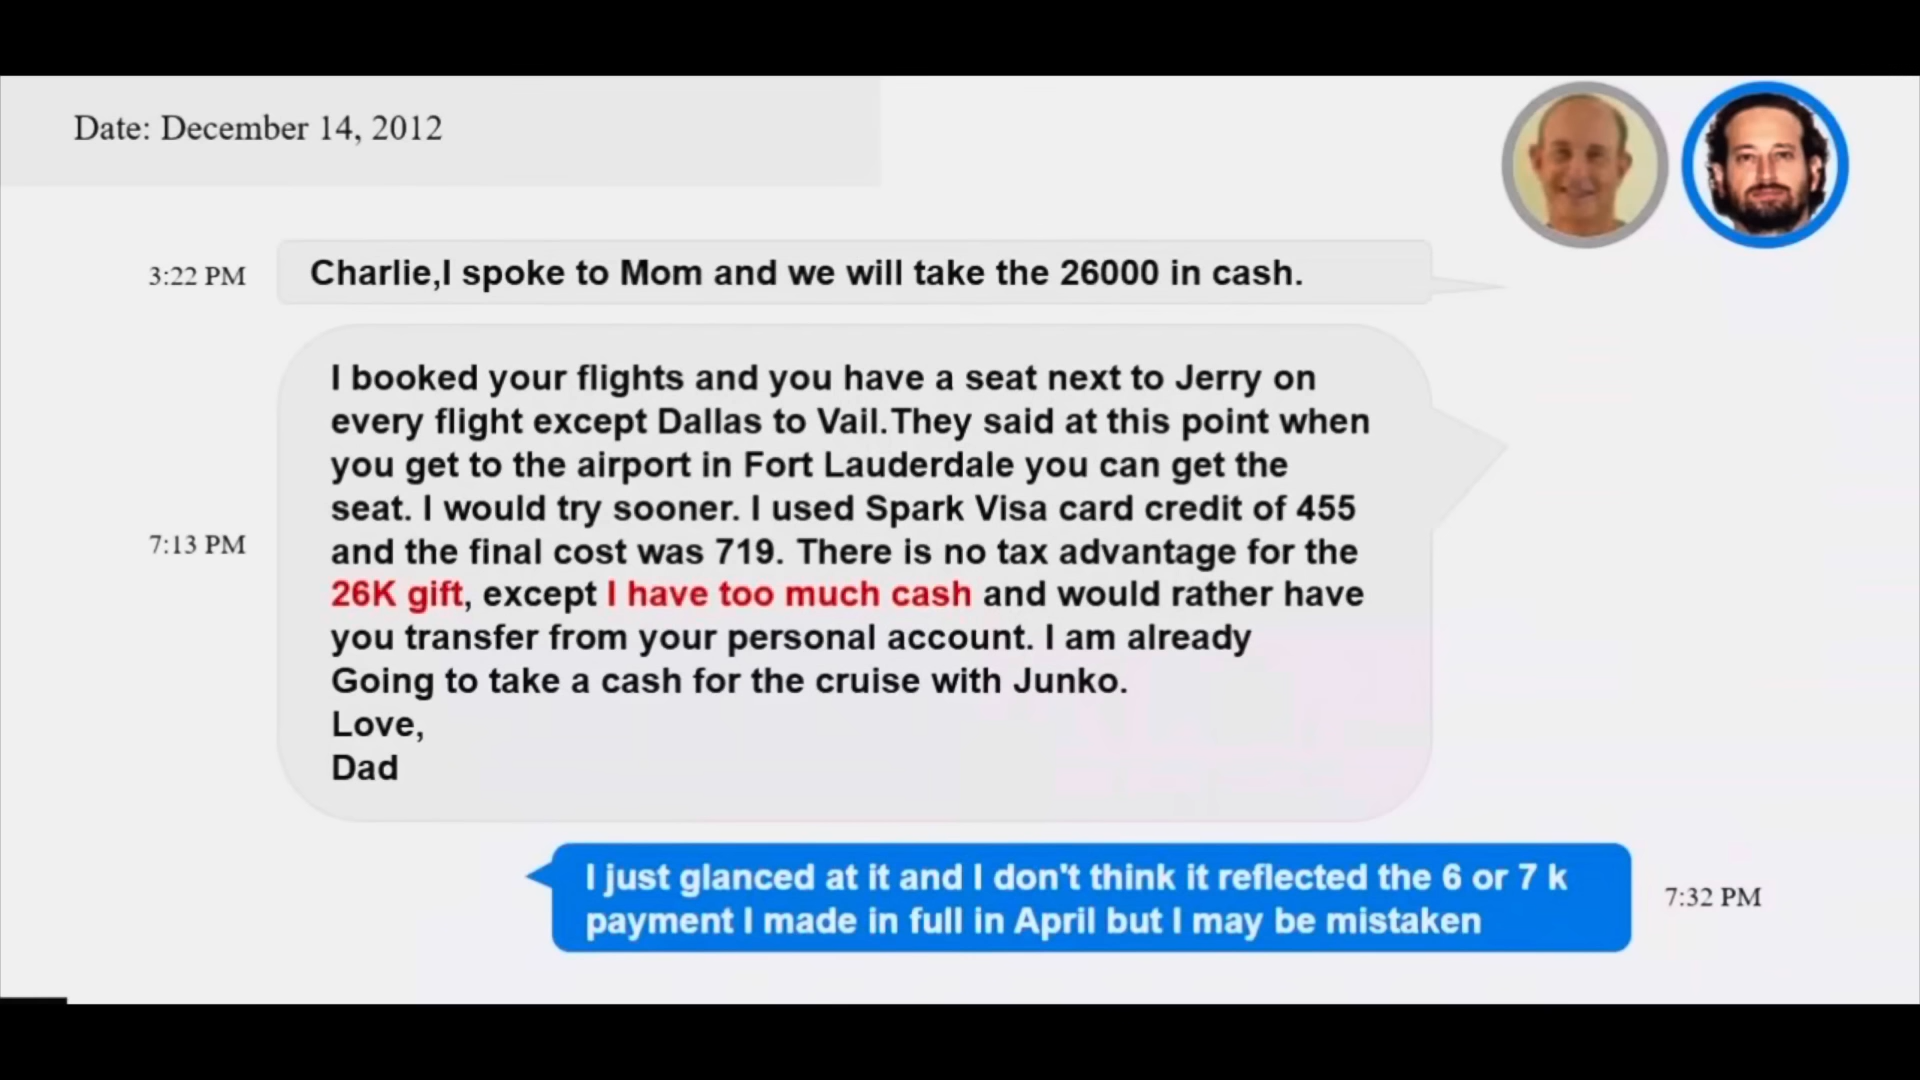 Date: December 14, 2012
3:22 PM
Charlie,I spoke to Mom and we will take the 26000 in cash.
7:13 PM
I booked your flights and you have a seat next to Jerry on
every flight except Dallas to Vail.They said at this point when
you get to the airport in Fort Lauderdale you can get the
seat. I would try sooner. I used Spark Visa card credit of 455
and the final cost was 719. There is no tax advantage for the
26K gift, except I have too much cash and would rather have
you transfer from your personal account. I am already
Going to take a cash for the cruise with Junko.
Love,
Dad
I just glanced at it and I don't think it reflected the 6 or 7 k
payment I made in full in April but I may be mistaken
7:32 PM